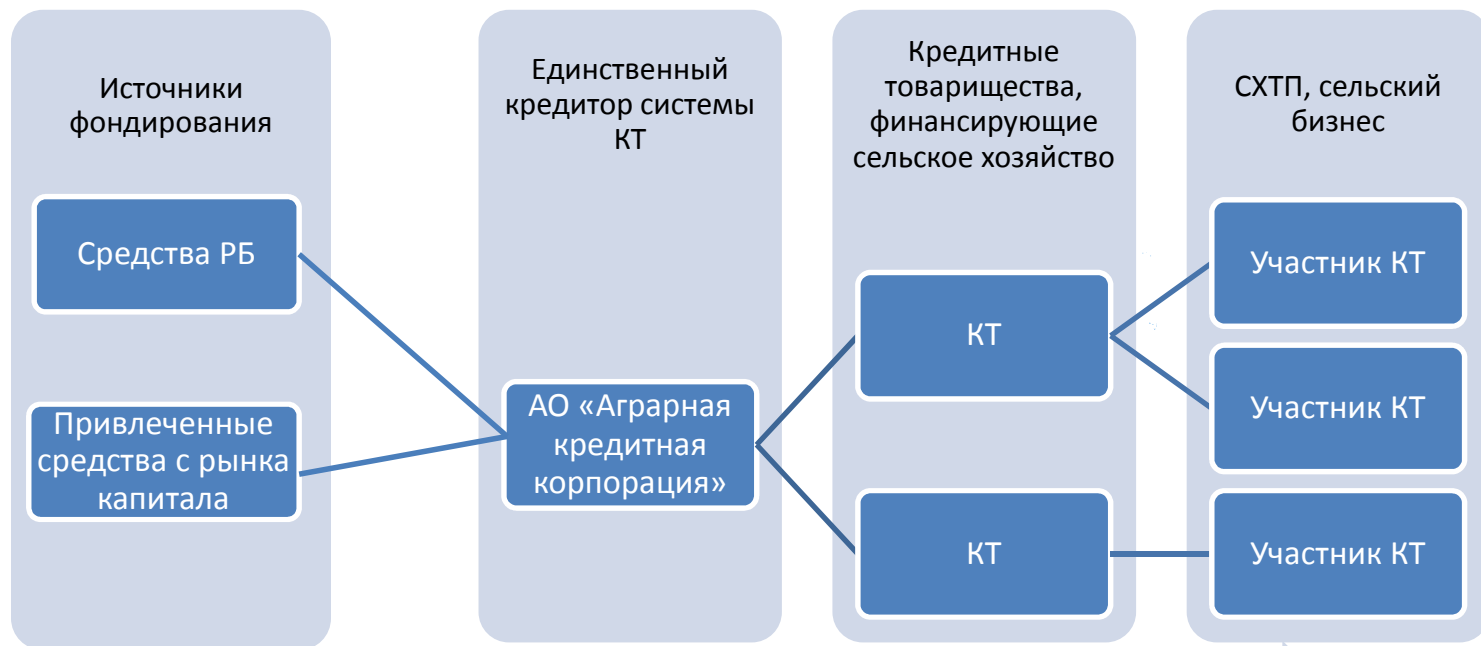 Источники
фондирования
Средства РБ
Привлеченные
средства с рынка
капитала
Единственный
кредитор системы
КТ
АО «Аграрная
кредитная
корпорация»
Кредитные
товарищества,
финансирующие
сельское хозяйство
КТ
КТ
СХТП, сельский
бизнес
Участник КТ
Участник КТ
Участник КТ